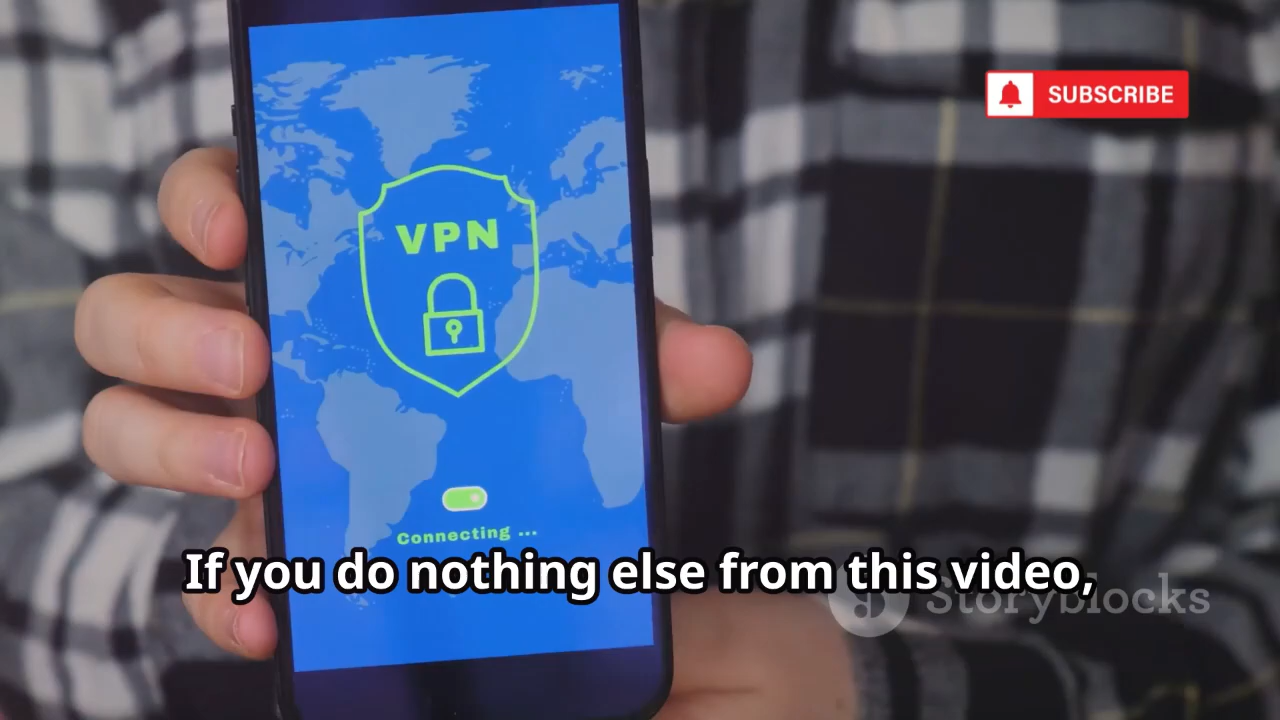 SUBSCRIBE
VPN
Connecting ...
If you do nothing else from this video,
Storyblocks